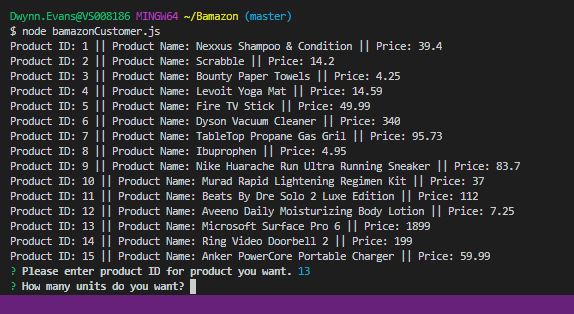 Dwynn.Evans@VS008186 MINGW64 ~/Bamazon (master)
$ node bamazonCustomer.js
Product ID: 1 || Product Name: Nexxus Shampoo & Condition || Price: 39.4
Product ID: 2 || Product Name: Scrabble || Price: 14.2
Product ID: 3 || Product Name: Bounty Paper Towels || Price: 4.25
Product ID: 4 || Product Name: Levoit Yoga Mat || Price: 14.59
Product ID: 5 || Product Name: Fire TV Stick || Price: 49.99
Product ID: 6 || Product Name: Dyson Vacuum Cleaner || Price: 340
Product ID: 7 || Product Name: TableTop Propane Gas Gril || Price: 95.73
Product ID: 8 || Product Name: Ibuprophen || Price: 4.95
Product ID: 9 || Product Name: Nike Huarache Run Ultra Running Sneaker || Price: 83.7
Product ID: 10 || Product Name: Murad Rapid Lightening Regimen Kit || Price: 37
Product ID: 11 || Product Name: Beats By Dre Solo 2 Luxe Edition || Price: 112
Product ID: 12 || Product Name: Aveeno Daily Moisturizing Body Lotion || Price: 7.25
Product ID: 13 || Product Name: Microsoft Surface Pro 6 || Price: 1899
Product ID: 14 || Product Name: Ring Video Doorbell 2 || Price: 199
Product ID: 15 || Product Name: Anker PowerCore Portable Charger || Price: 59.99
? Please enter product ID for product you want. 13
? How many units do you want?